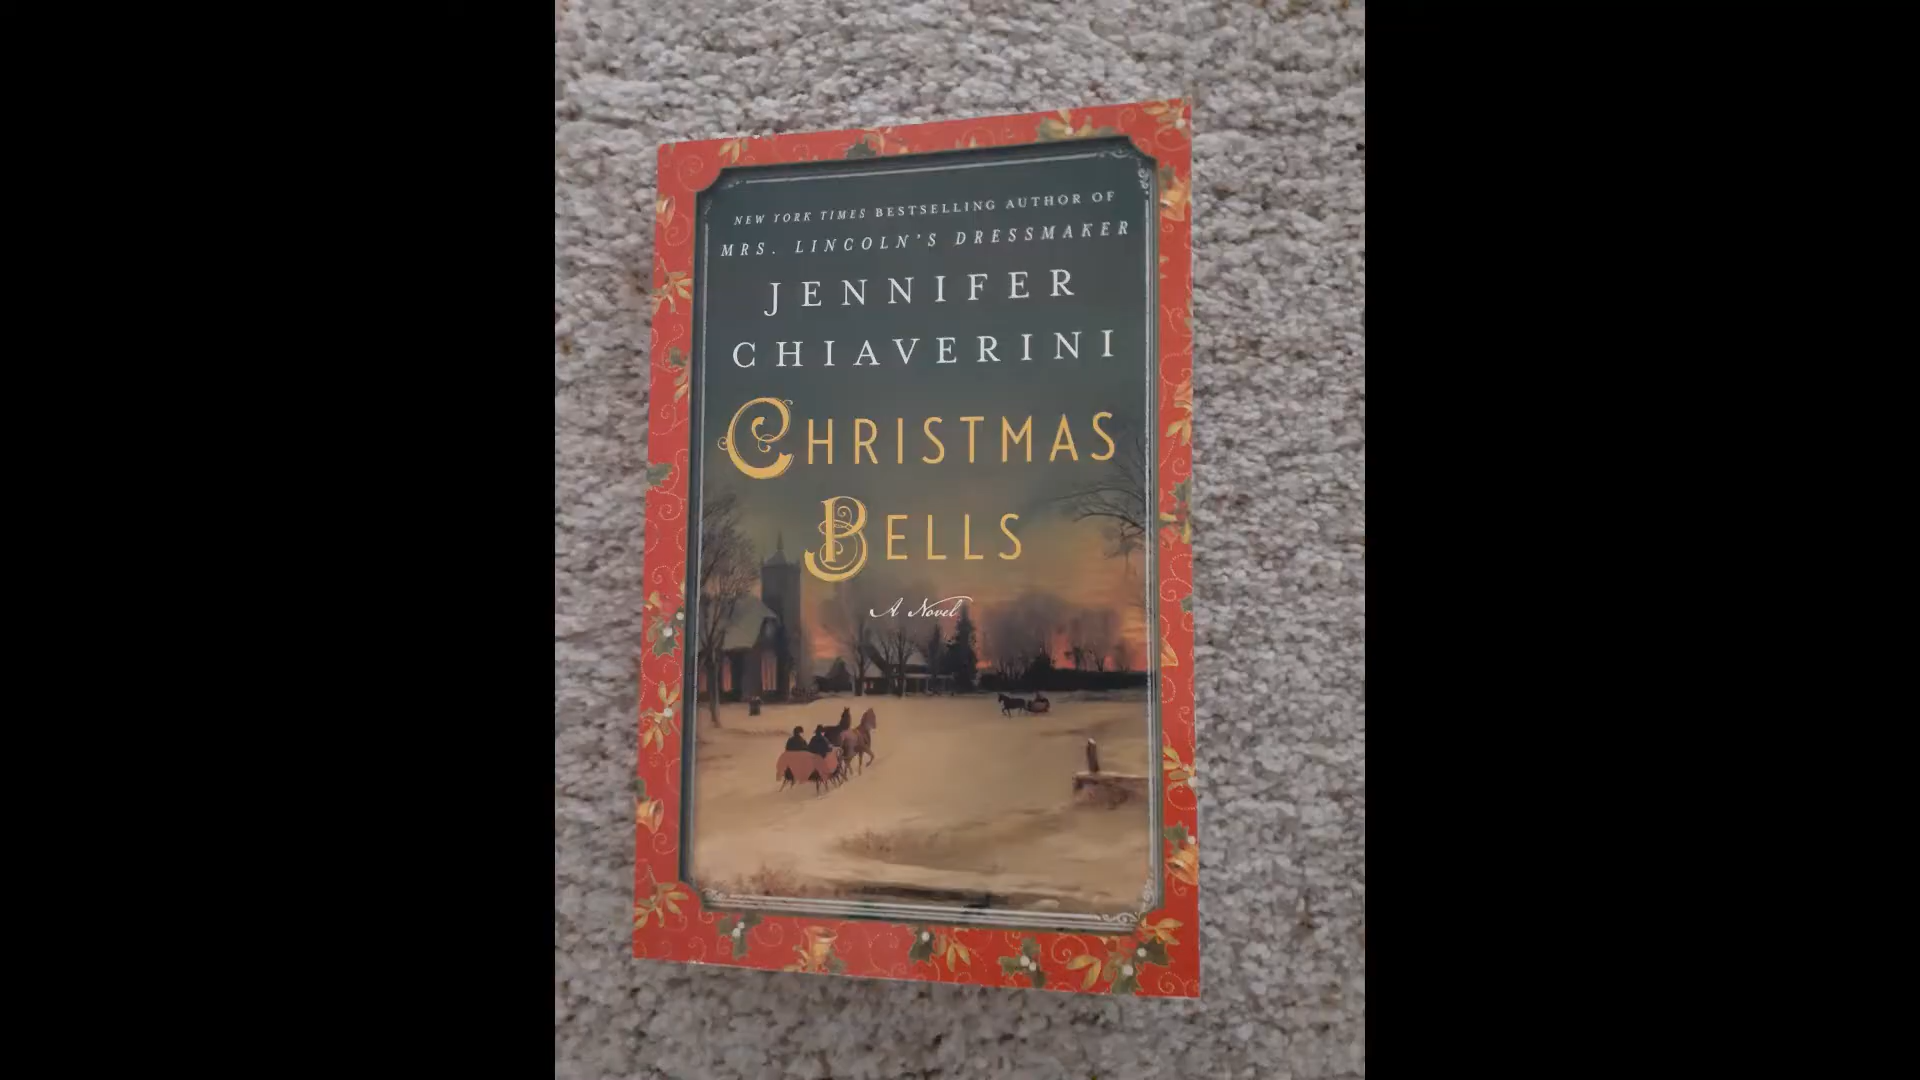 NEW YORK TIMES BESTSELLING AUTHOR OF
MRS. LINCOLN'S DRESSMAKER
JENNIFER
CHIAVERINI
CHRISTMAS
BELLS
A Novel